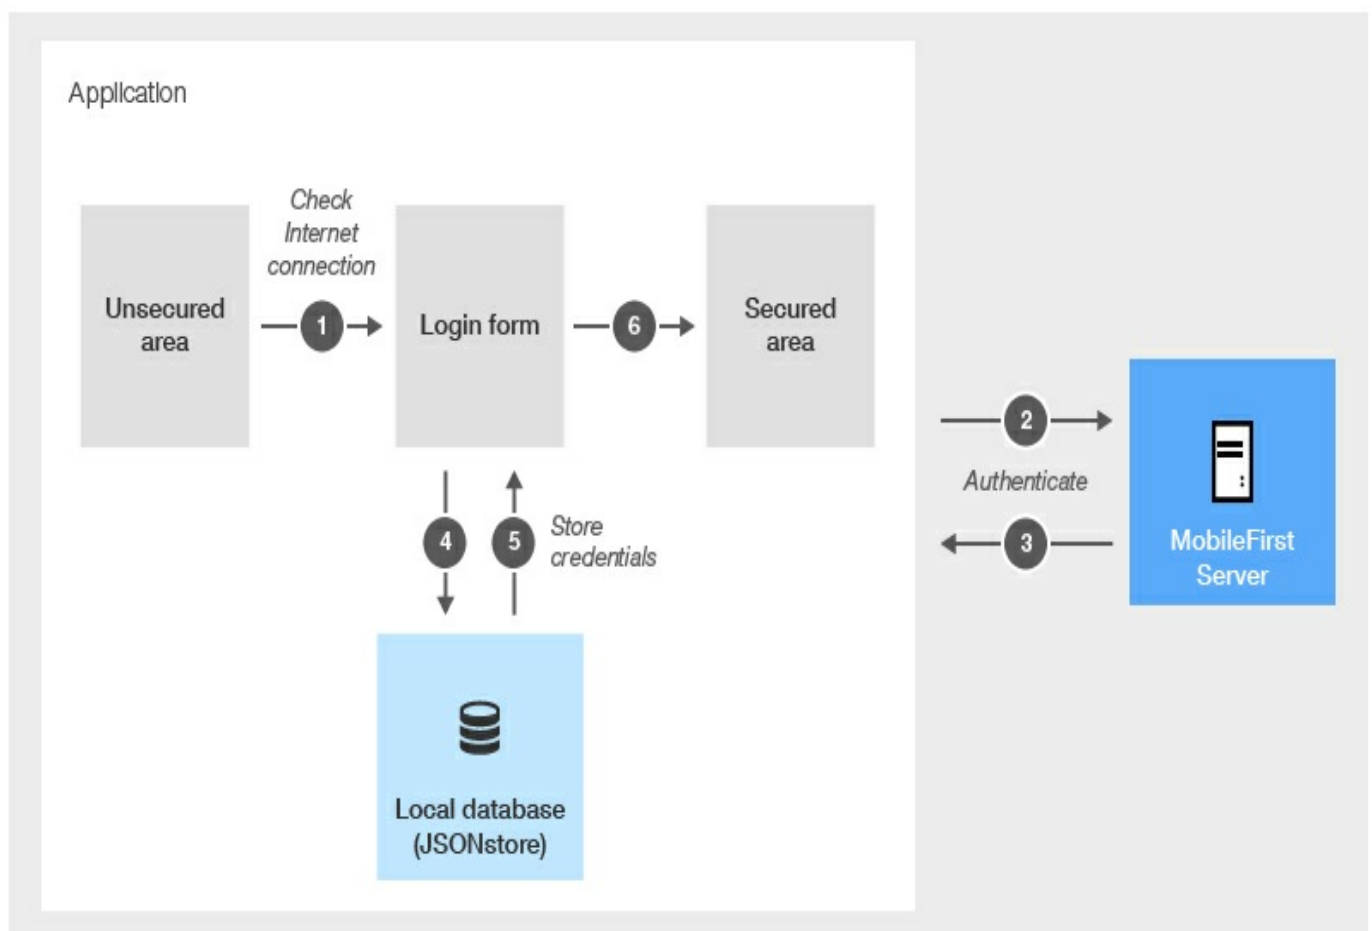 Application
Check
Internet
connection
Unsecured
area
1
Login form
6
Secured
area
2
Authenticate
3
MobileFirst
Server
4
5
Store
credentials
Local database
(JSONstore)